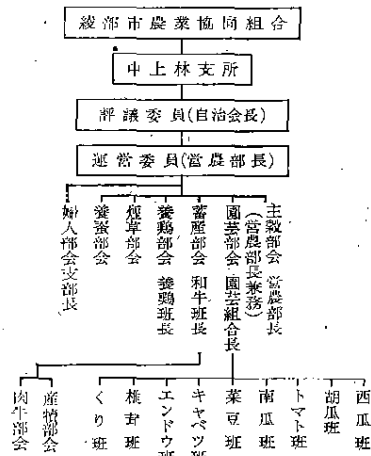 綾部市農業協同組合
中上林支所
評議委員(自治会長)
運営委員(営農部長)
主穀部会 営農部長
(営農部長兼務)
園芸部会 園芸組合長
畜産部会 和牛班長
養鶏部会 養鶏班長
煙草部会
養蚕部会
婦人部会支部長
西瓜班
胡瓜班
トマト班
南瓜班
菜豆班
キャベツ班
エンドウ班
椎茸班
くり班
産犢部会
肉牛部会